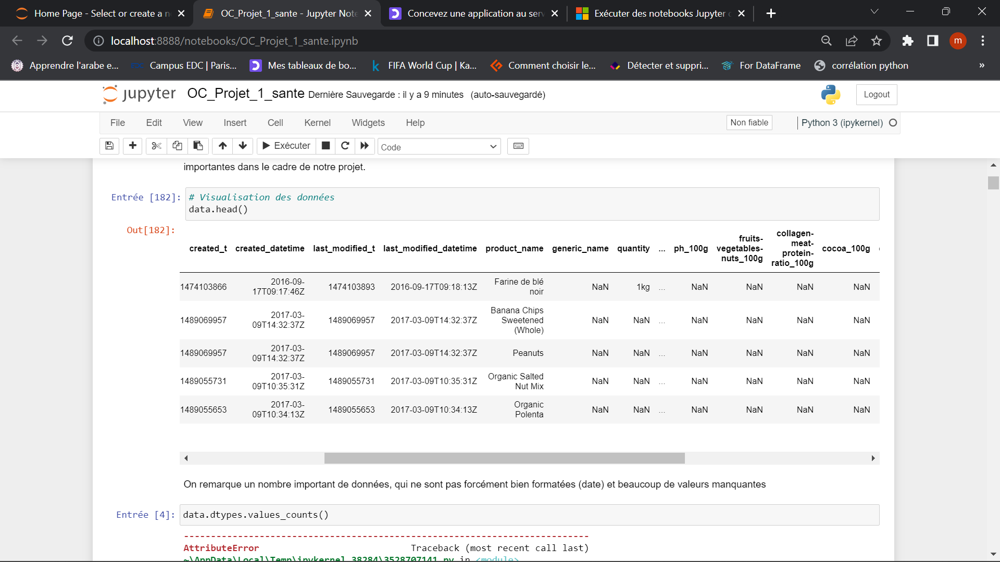 Home Page - Select or create a n
OC_Projet_1_sante - Jupyter Note
Concevez une application au serv
Exécuter des notebooks Jupyter
localhost:8888/notebooks/OC_Projet_1_sante.ipynb
m
Apprendre l'arabe e...
Campus EDC | Paris...
Mes tableaux de bo...
FIFA World Cup | Ka...
Comment choisir le...
Détecter et suppri...
For DataFrame
corrélation python
»
jupyter OC_Projet_1_sante Dernière Sauvegarde : il y a 9 minutes (auto-sauvegardé)
Logout
File Edit View Insert Cell Kernel Widgets Help
Non fiable
Python 3 (ipykernel)
Exécuter
Code
importantes dans le cadre de notre projet.
Entrée [182]: # Visualisation des données
data.head()
Out[182]:
created_t created_datetime last_modified_t last_modified_datetime product_name generic_name quantity ... ph_100g fruits-vegetables-nuts_100g collagen-meat-protein-ratio_100g cocoa_100g
1474103866 2016-09-17T09:17:46Z 1474103893 2016-09-17T09:18:13Z Farine de blé noir NaN 1kg ... NaN NaN NaN NaN
1489069957 2017-03-09T14:32:37Z 1489069957 2017-03-09T14:32:37Z Banana Chips Sweetened (Whole) NaN NaN ... NaN NaN NaN NaN
1489069957 2017-03-09T14:32:37Z 1489069957 2017-03-09T14:32:37Z Peanuts NaN NaN ... NaN NaN NaN NaN
1489055731 2017-03-09T10:35:31Z 1489055731 2017-03-09T10:35:31Z Organic Salted Nut Mix NaN NaN ... NaN NaN NaN NaN
1489055653 2017-03-09T10:34:13Z 1489055653 2017-03-09T10:34:13Z Organic Polenta NaN NaN ... NaN NaN NaN NaN
On remarque un nombre important de données, qui ne sont pas forcément bien formatées (date) et beaucoup de valeurs manquantes
Entrée [4]: data.dtypes.values_counts()
---------------------------------------------------------------------------
AttributeError Traceback (most recent call last)
~\AppData\Local\Temp\ipykernel_38284\3528707141.py in <module>